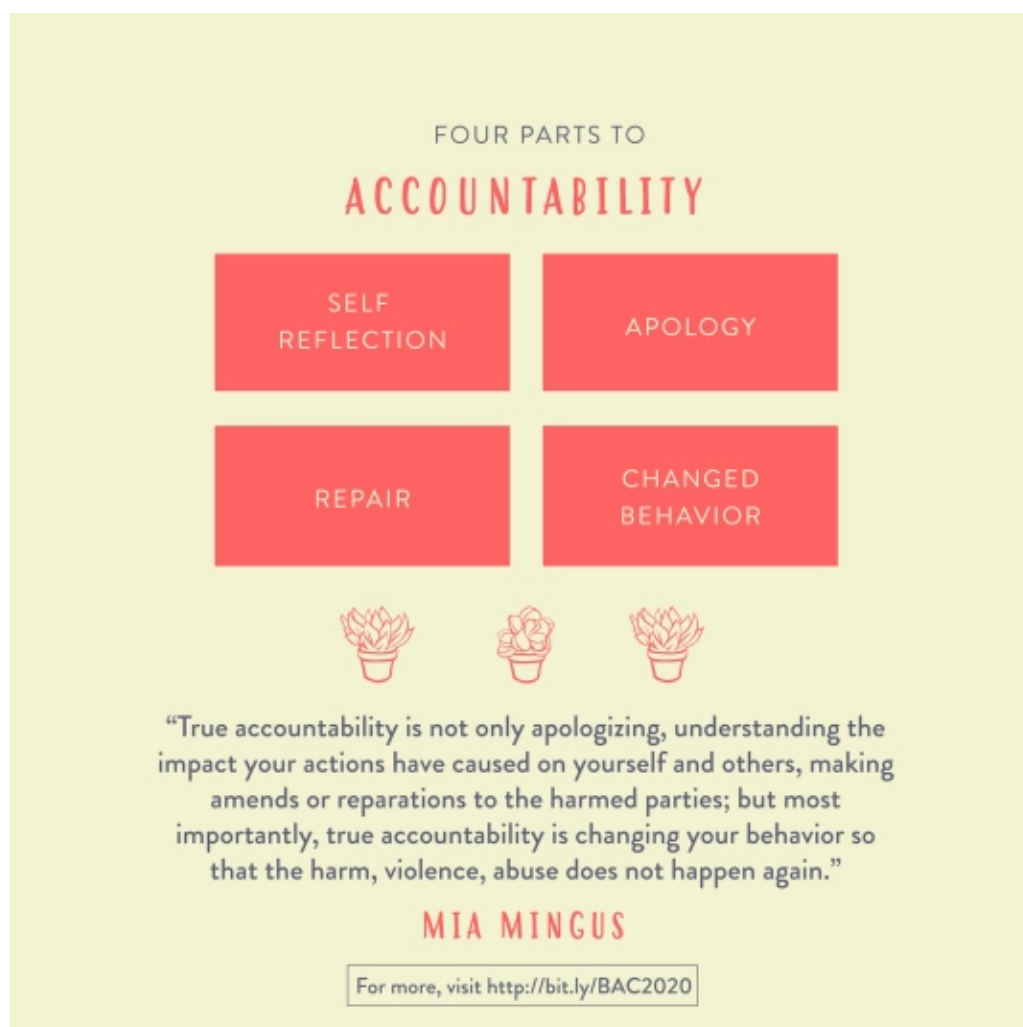 FOUR PARTS TO
ACCOUNTABILITY
SELF
REFLECTION
APOLOGY
REPAIR
CHANGED
BEHAVIOR
“True accountability is not only apologizing, understanding the
impact your actions have caused on yourself and others, making
amends or reparations to the harmed parties; but most
importantly, true accountability is changing your behavior so
that the harm, violence, abuse does not happen again.”
MIA MINGUS
For more, visit http://bit.ly/BAC2020